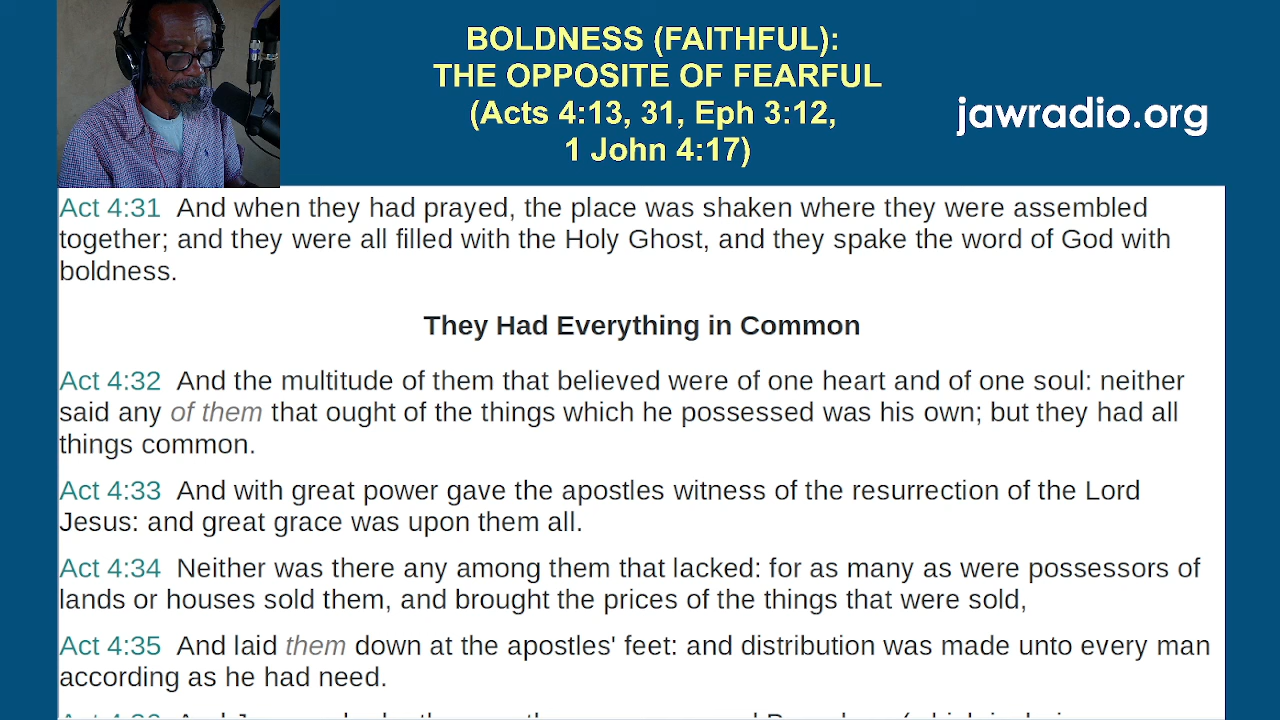 BOLDNESS (FAITHFUL):
THE OPPOSITE OF FEARFUL
(Acts 4:13, 31, Eph 3:12,
1 John 4:17)
jawradio.org
Act 4:31 And when they had prayed, the place was shaken where they were assembled
together; and they were all filled with the Holy Ghost, and they spake the word of God with
boldness.
They Had Everything in Common
Act 4:32 And the multitude of them that believed were of one heart and of one soul: neither
said any of them that ought of the things which he possessed was his own; but they had all
things common.
Act 4:33 And with great power gave the apostles witness of the resurrection of the Lord
Jesus: and great grace was upon them all.
Act 4:34 Neither was there any among them that lacked: for as many as were possessors of
lands or houses sold them, and brought the prices of the things that were sold,
Act 4:35 And laid them down at the apostles' feet: and distribution was made unto every man
according as he had need.